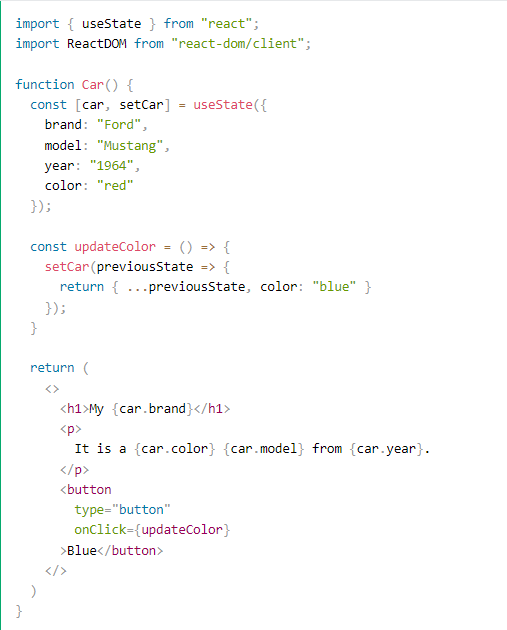 import { useState } from "react";
import ReactDOM from "react-dom/client";

function Car() {
  const [car, setCar] = useState({
    brand: "Ford",
    model: "Mustang",
    year: "1964",
    color: "red"
  });

  const updateColor = () => {
    setCar(previousState => {
      return { ...previousState, color: "blue" }
    });
  }

  return (
    <>
      <h1>My {car.brand}</h1>
      <p>
        It is a {car.color} {car.model} from {car.year}.
      </p>
      <button
        type="button"
        onClick={updateColor}
      >Blue</button>
    </>
  )
}